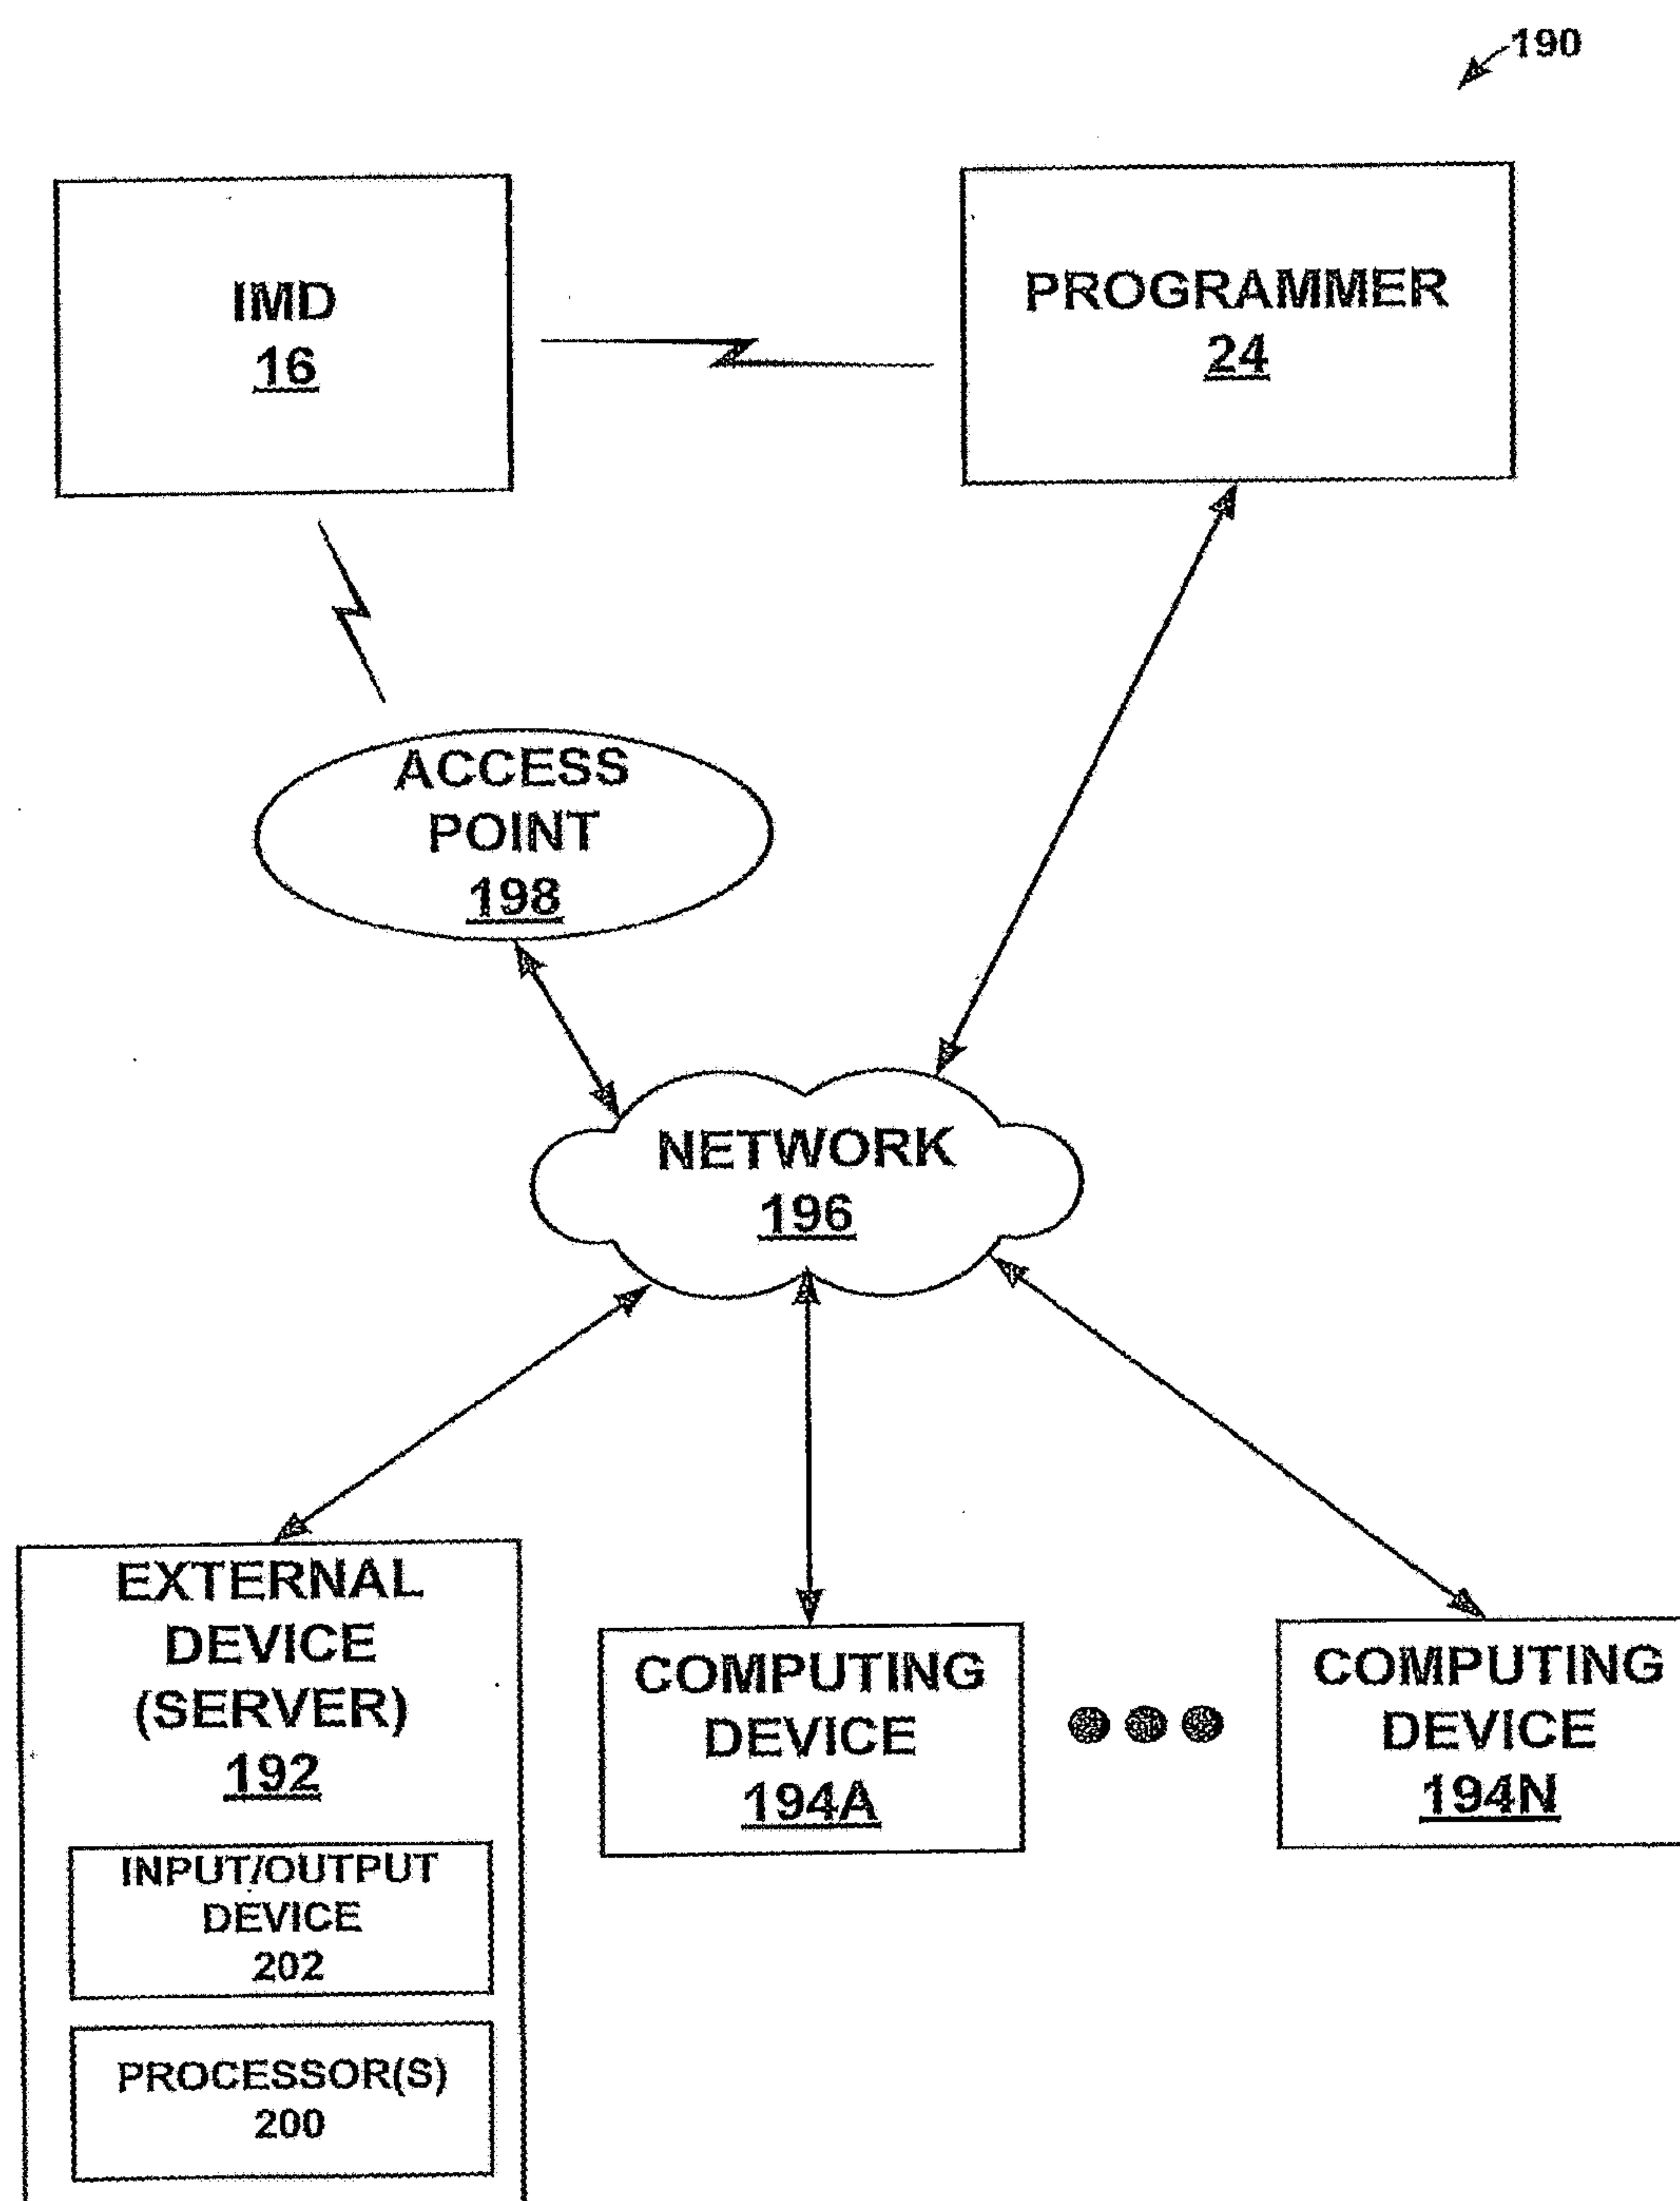 190
IMD
16
PROGRAMMER
24
ACCESS
POINT
198
NETWORK
196
EXTERNAL
DEVICE
(SERVER)
192
INPUT/OUTPUT
DEVICE
202
PROCESSOR(S)
200
COMPUTING
DEVICE
194A
COMPUTING
DEVICE
194N